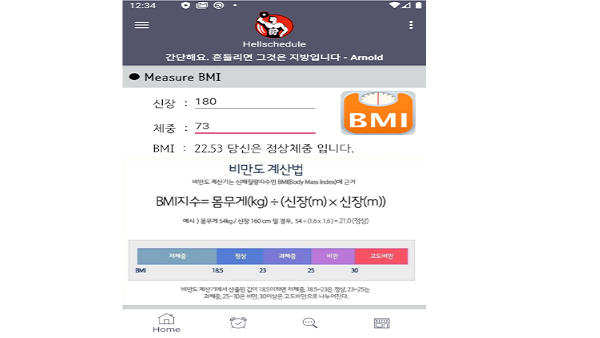 12:34
Hellschedule
간단해요. 흔들리면 그것은 지방입니다 - Arnold
Measure BMI
신장 : 180
체중 : 73
BMI
BMI : 22.53 당신은 정상체중 입니다.
비만도 계산법
비만도 계산기는 신체질량지수인 BMI(Body Mass Index)에 근거
BMI지수= 몸무게(kg) ÷ (신장(m) × 신장(m))
예시 ) 몸무게 54kg / 신장 160 cm 일 경우, 54 ÷ (1.6 x 1.6) = 21.0 (정상)
저체중 정상 과체중 비만 고도비만
BMI 18.5 23 25 30
비만도 계산기에서 산출된 값이 18.5이하면 저체중, 18.5~23은 정상, 23~25는
과체중, 25~30은 비만, 30이상은 고도비만으로 나누어진다.
Home